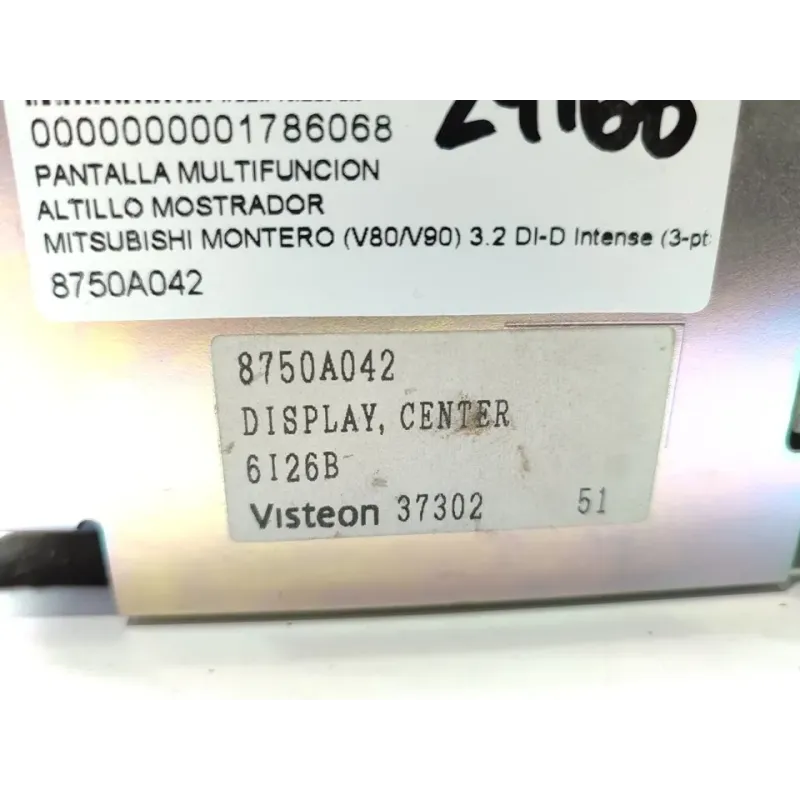 0000000001786068
PANTALLA MULTIFUNCION
ALTILLO MOSTRADOR
MITSUBISHI MONTERO (V80/V90) 3.2 DI-D Intense (3-pt
8750A042
8750A042
DISPLAY, CENTER
6I26B
Visteon 37302 51